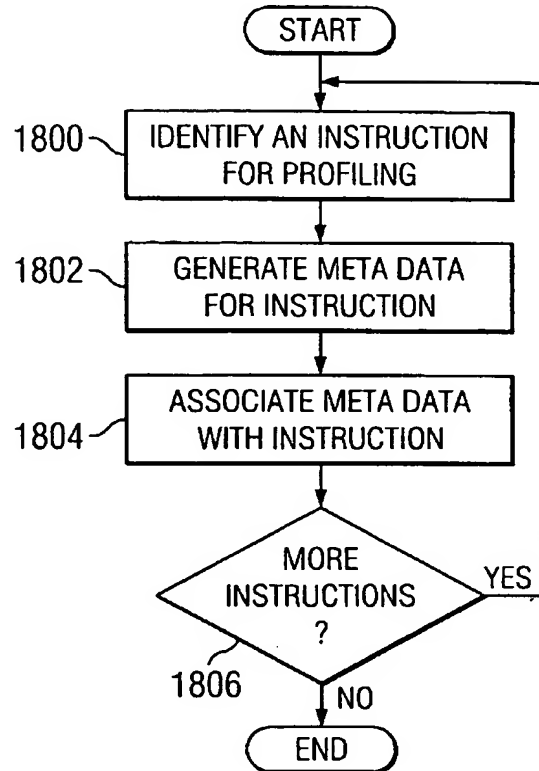 START
1800
IDENTIFY AN INSTRUCTION
FOR PROFILING
1802
GENERATE META DATA
FOR INSTRUCTION
1804
ASSOCIATE META DATA
WITH INSTRUCTION
MORE
INSTRUCTIONS
?
YES
1806
NO
END